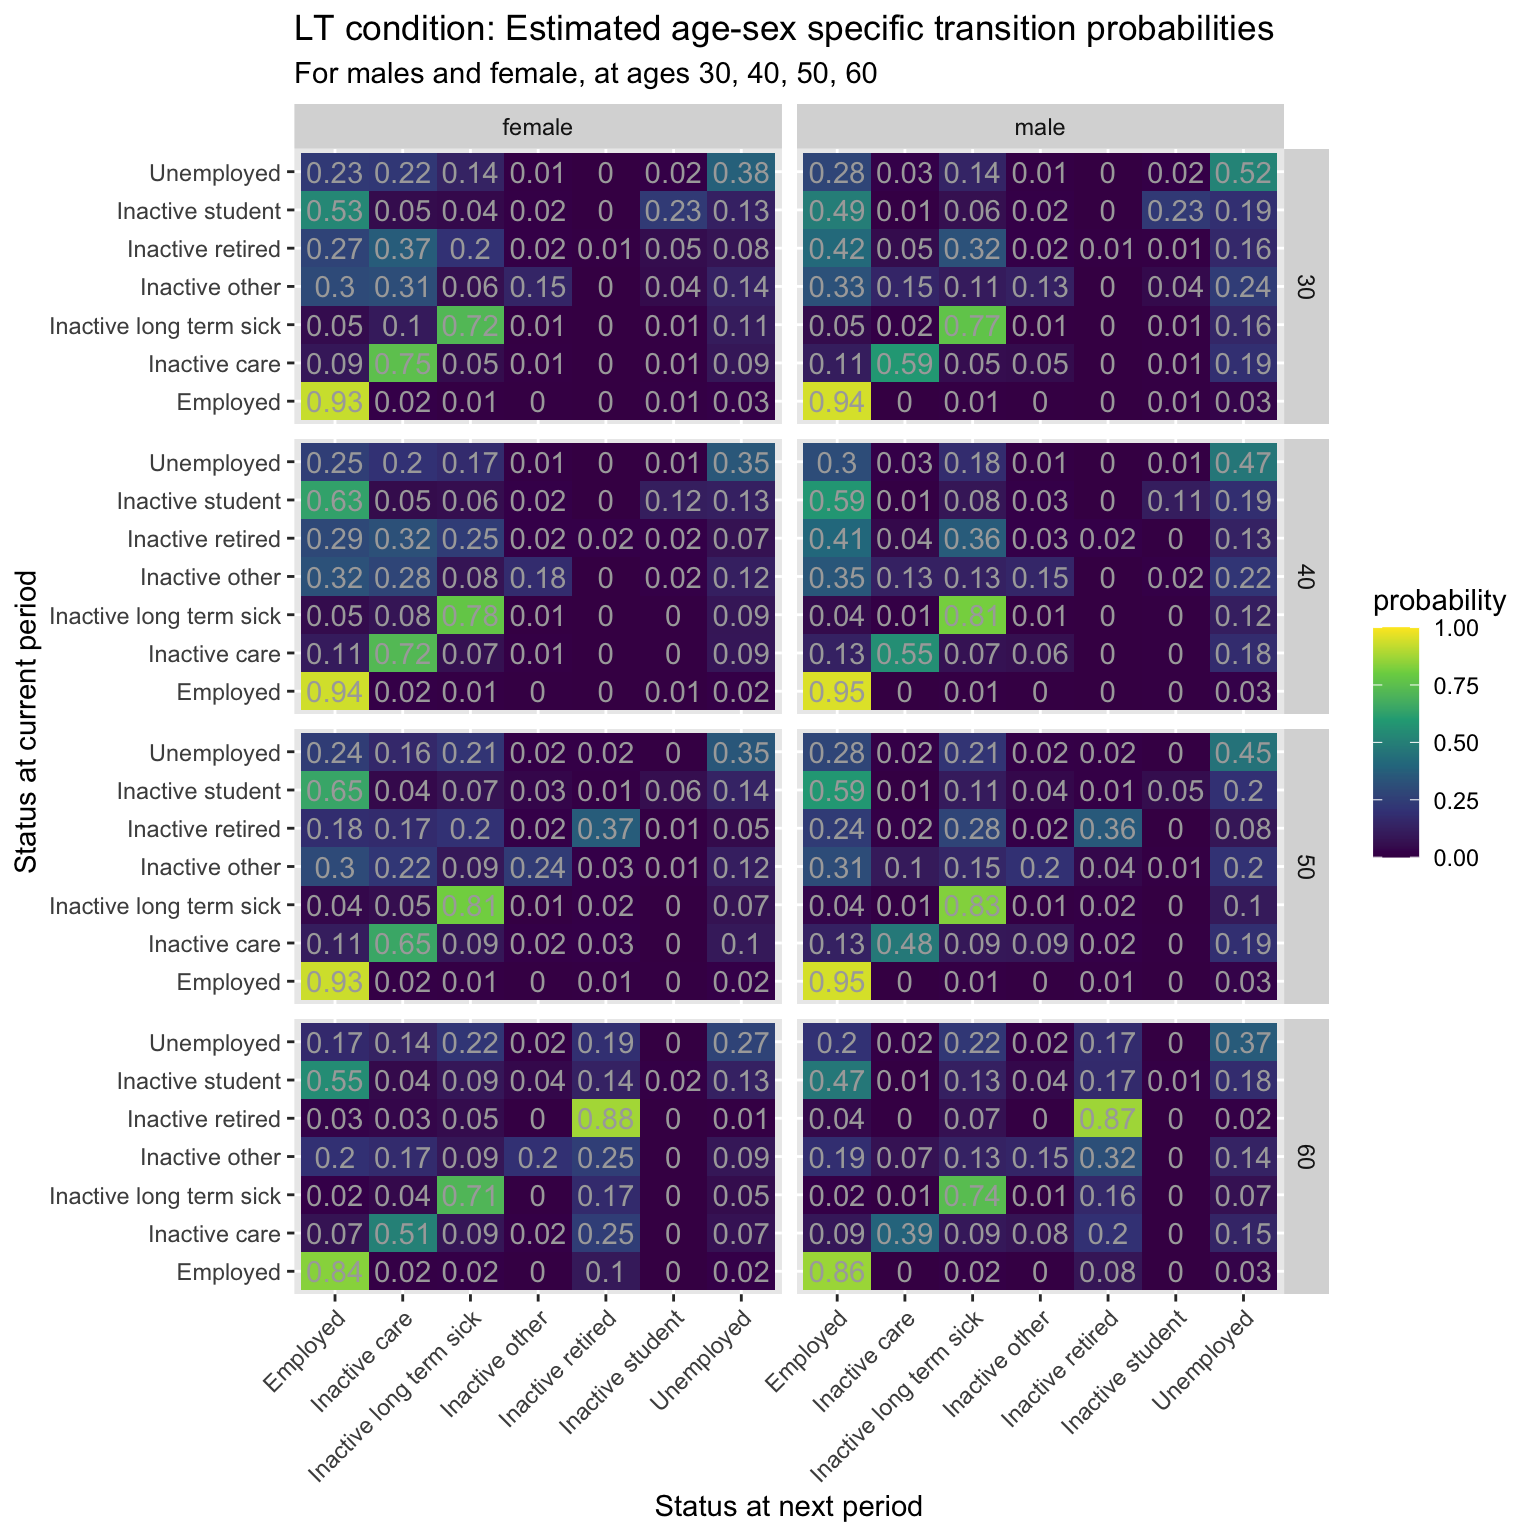 LT condition: Estimated age-sex specific transition probabilities
For males and female, at ages 30, 40, 50, 60
female male
Unemployed 0.23 0.22 0.14 0.01 0 0.02 0.38 0.28 0.03 0.14 0.01 0 0.02 0.52
Inactive student 0.53 0.05 0.04 0.02 0 0.23 0.13 0.49 0.01 0.06 0.02 0 0.23 0.19
Inactive retired 0.27 0.37 0.2 0.02 0.01 0.05 0.08 0.42 0.05 0.32 0.02 0.01 0.01 0.16
Inactive other 0.3 0.31 0.06 0.15 0 0.04 0.14 0.33 0.15 0.11 0.13 0 0.04 0.24 30
Inactive long term sick 0.05 0.1 0.72 0.01 0 0.01 0.11 0.05 0.02 0.77 0.01 0 0.01 0.16
Inactive care 0.09 0.75 0.05 0.01 0 0.01 0.09 0.11 0.59 0.05 0.05 0 0.01 0.19
Employed 0.93 0.02 0.01 0 0 0.01 0.03 0.94 0 0.01 0 0 0.01 0.03
Unemployed 0.25 0.2 0.17 0.01 0 0.01 0.35 0.3 0.03 0.18 0.01 0 0.01 0.47
Inactive student 0.63 0.05 0.06 0.02 0 0.12 0.13 0.59 0.01 0.08 0.03 0 0.11 0.19
Inactive retired 0.29 0.32 0.25 0.02 0.02 0.02 0.07 0.41 0.04 0.36 0.03 0.02 0 0.13
Inactive other 0.32 0.28 0.08 0.18 0 0.02 0.12 0.35 0.13 0.13 0.15 0 0.02 0.22 40
Inactive long term sick 0.05 0.08 0.78 0.01 0 0 0.09 0.04 0.01 0.81 0.01 0 0 0.12
Inactive care 0.11 0.72 0.07 0.01 0 0 0.09 0.13 0.55 0.07 0.06 0 0 0.18
Employed 0.94 0.02 0.01 0 0 0.01 0.02 0.95 0 0.01 0 0 0 0.03
Unemployed 0.24 0.16 0.21 0.02 0.02 0 0.35 0.28 0.02 0.21 0.02 0.02 0 0.45
Inactive student 0.65 0.04 0.07 0.03 0.01 0.06 0.14 0.59 0.01 0.11 0.04 0.01 0.05 0.2
Inactive retired 0.18 0.17 0.2 0.02 0.37 0.01 0.05 0.24 0.02 0.28 0.02 0.36 0 0.08
Inactive other 0.3 0.22 0.09 0.24 0.03 0.01 0.12 0.31 0.1 0.15 0.2 0.04 0.01 0.2 50
Inactive long term sick 0.04 0.05 0.81 0.01 0.02 0 0.07 0.04 0.01 0.83 0.01 0.02 0 0.1
Inactive care 0.11 0.65 0.09 0.02 0.03 0 0.1 0.13 0.48 0.09 0.09 0.02 0 0.19
Employed 0.93 0.02 0.01 0 0.01 0 0.02 0.95 0 0.01 0 0.01 0 0.03
Unemployed 0.17 0.14 0.22 0.02 0.19 0 0.27 0.2 0.02 0.22 0.02 0.17 0 0.37
Inactive student 0.55 0.04 0.09 0.04 0.14 0.02 0.13 0.47 0.01 0.13 0.04 0.17 0.01 0.18
Inactive retired 0.03 0.03 0.05 0 0.88 0 0.01 0.04 0 0.07 0 0.87 0 0.02
Inactive other 0.2 0.17 0.09 0.2 0.25 0 0.09 0.19 0.07 0.13 0.15 0.32 0 0.14 60
Inactive long term sick 0.02 0.04 0.71 0 0.17 0 0.05 0.02 0.01 0.74 0.01 0.16 0 0.07
Inactive care 0.07 0.51 0.09 0.02 0.25 0 0.07 0.09 0.39 0.09 0.08 0.2 0 0.15
Employed 0.84 0.02 0.02 0 0.1 0 0.02 0.86 0 0.02 0 0.08 0 0.03
Employed
Inactive care
Inactive long term sick
Inactive other
Inactive retired
Inactive student
Unemployed
Employed
Inactive care
Inactive long term sick
Inactive other
Inactive retired
Inactive student
Unemployed
Status at next period
Status at current period
probability
1.00
0.75
0.50
0.25
0.00